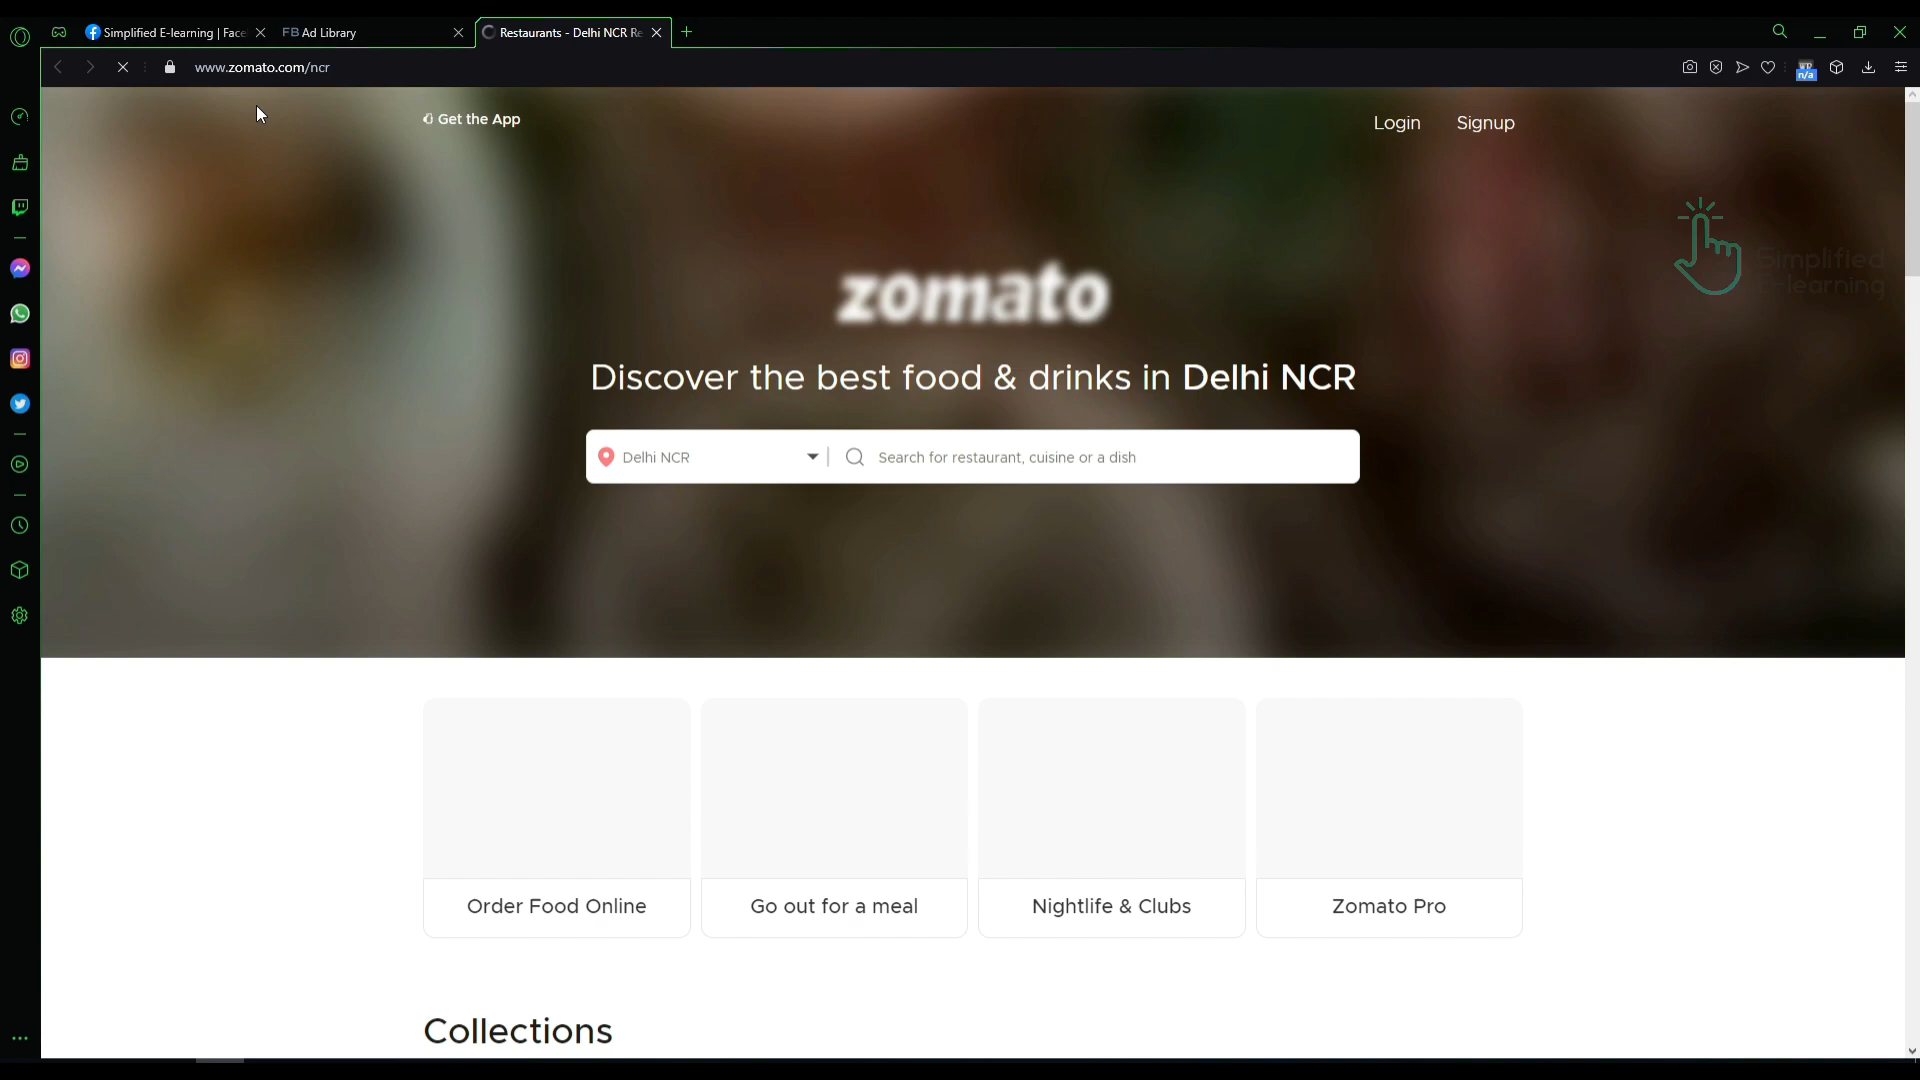 Simplified E-learning | Face
FB Ad Library
Restaurants - Delhi NCR Re
www.zomato.com/ncr
n/a
Get the App
Login
Signup
Simplified
E-learning
zomato
Discover the best food & drinks in Delhi NCR
Delhi NCR
Search for restaurant, cuisine or a dish
Order Food Online
Go out for a meal
Nightlife & Clubs
Zomato Pro
Collections